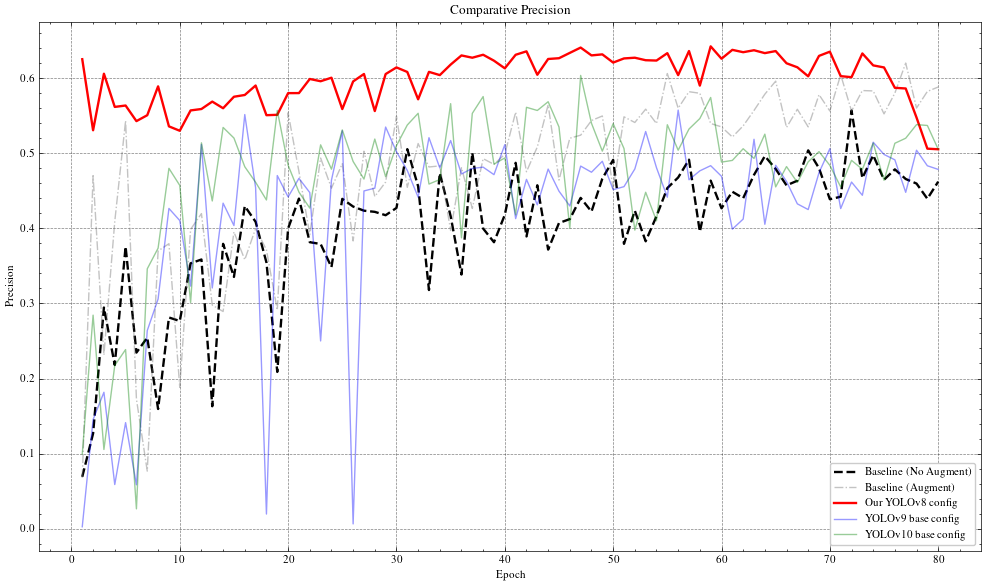 Comparative Precision
Precision
0.6
0.5
0.4
0.3
0.2
0.1
0.0
0
10
20
30
40
50
60
70
80
Epoch
Baseline (No Augment)
Baseline (Augment)
Our YOLOv8 config
YOLOv9 base config
YOLOv10 base config